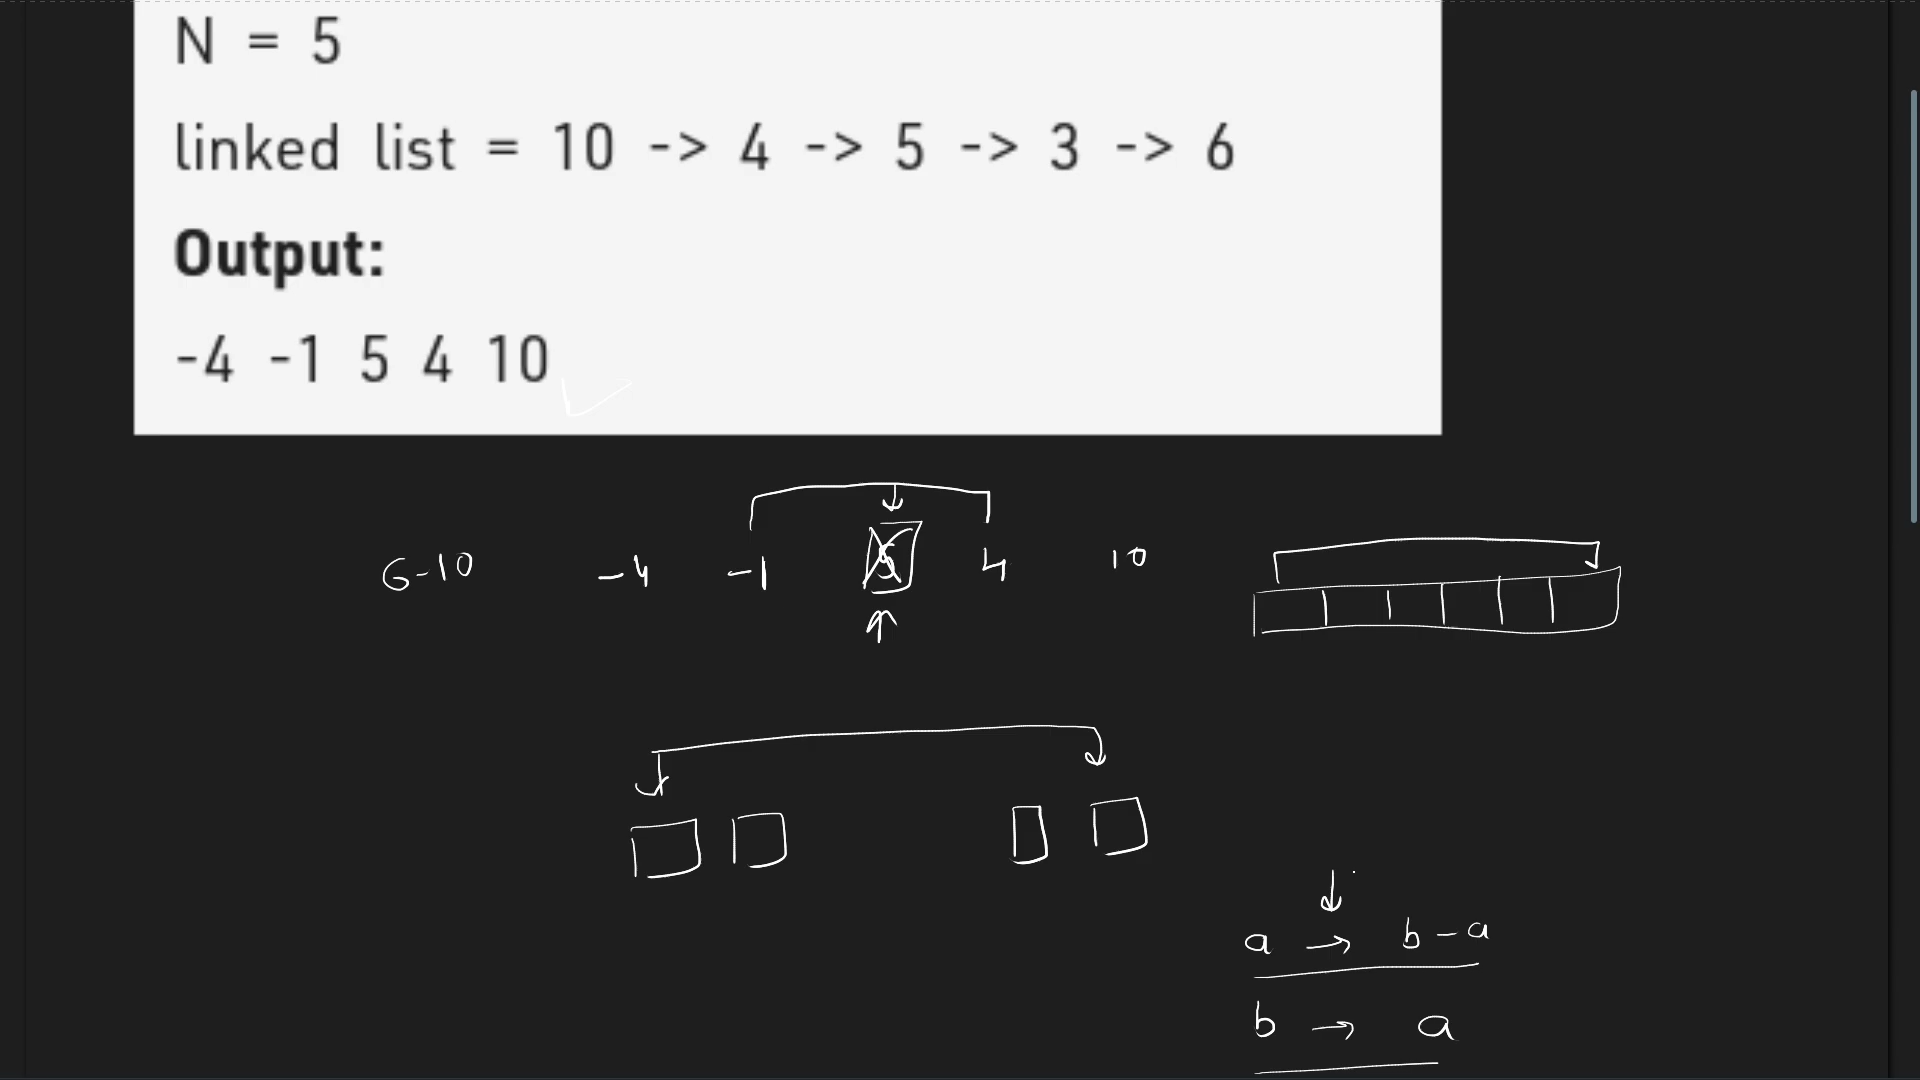 N = 5
linked list = 10 -> 4 -> 5 -> 3 -> 6
Output:
-4 -1 5 4 10
6-10 -4 -1 5 4 10
a → b-a
b → a